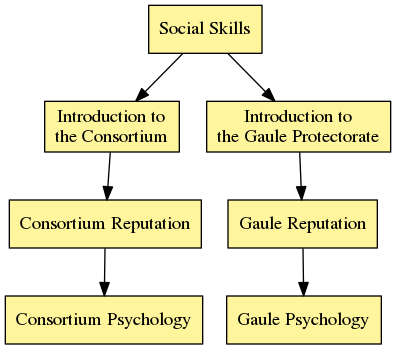 Social Skills
Introduction to
the Consortium
Introduction to
the Gaule Protectorate
Consortium Reputation
Gaule Reputation
Consortium Psychology
Gaule Psychology